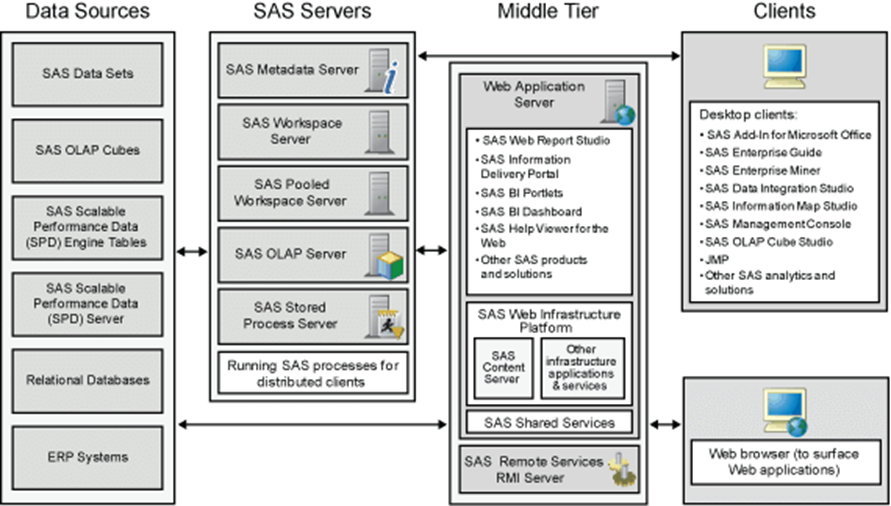 Data Sources
SAS Data Sets
SAS OLAP Cubes
SAS Scalable
Performance Data
(SPD) Engine Tables
SAS Scalable
Performance Data
(SPD) Server
Relational Databases
ERP Systems
SAS Servers
SAS Metadata Server
SAS Workspace
Server
SAS Pooled
Workspace Server
SAS OLAP Server
SAS Stored
Process Server
Running SAS processes for
distributed clients
Middle Tier
Web Application
Server
• SAS Web Report Studio
• SAS Information
Delivery Portal
• SAS BI Portlets
• SAS BI Dashboard
• SAS Help Viewer for the
Web
• Other SAS products
and solutions
SAS Web Infrastructure
Platform
SAS
Content
Server
Other
infrastructure
applications
& services
SAS Shared Services
SAS Remote Services
RMI Server
Clients
Desktop clients:
• SAS Add-In for Microsoft Office
• SAS Enterprise Guide
• SAS Enterprise Miner
• SAS Data Integration Studio
• SAS Information Map Studio
• SAS Management Console
• SAS OLAP Cube Studio
• JMP
• Other SAS analytics and
solutions
Web browser (to surface
Web applications)